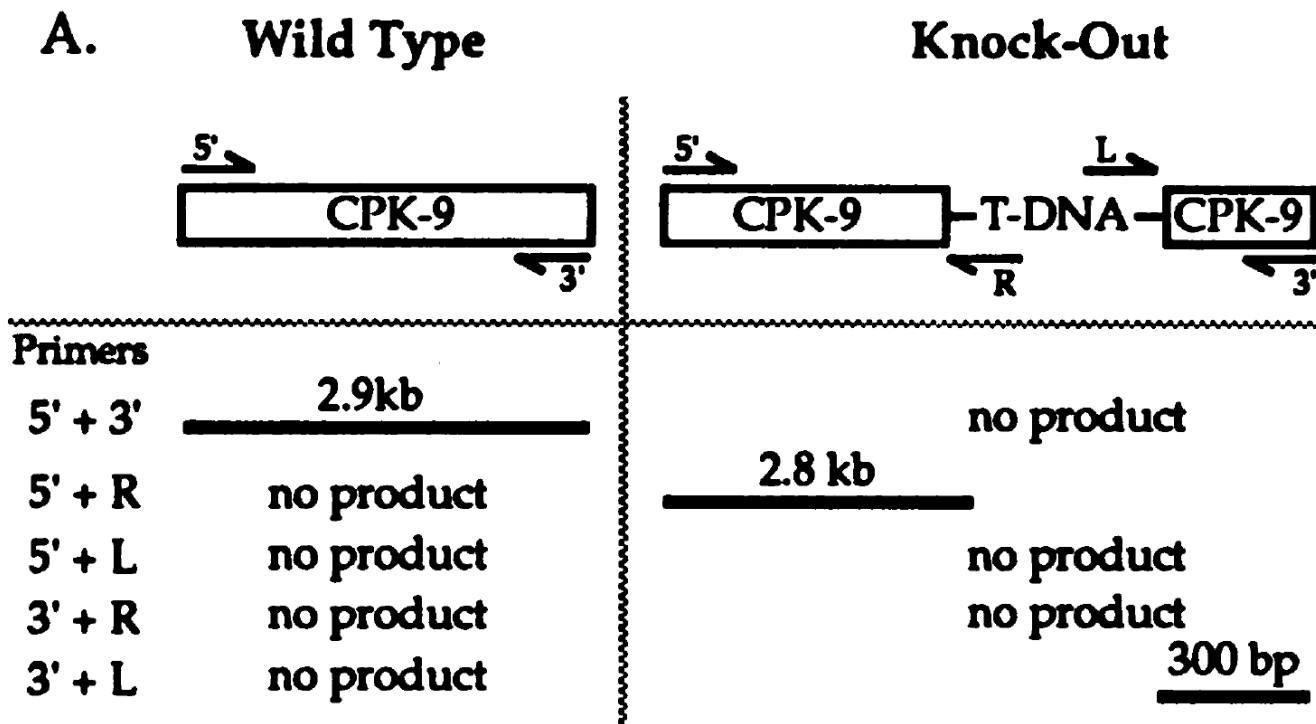 A. Wild Type Knock-Out
5' 5' L
CPK-9 CPK-9 T-DNA CPK-9
3' R 3'
Primers
2.9kb
5' + 3' no product
2.8 kb
5' + R no product
5' + L no product no product
3' + R no product no product
300 bp
3' + L no product